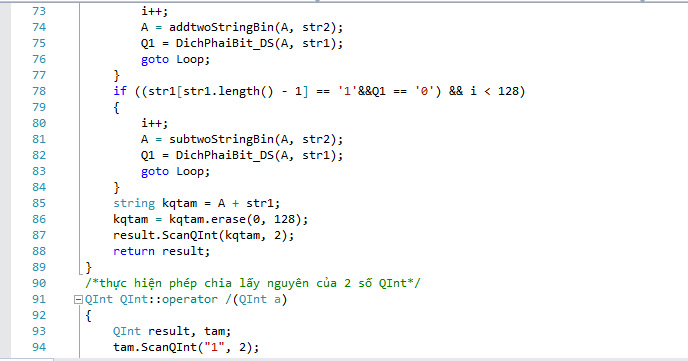 73 i++;
74 A = addtwoStringBin(A, str2);
75 Q1 = DichPhaiBit_DS(A, str1);
76 goto Loop;
77 }
78 if ((str1[str1.length() - 1] == '1'&&Q1 == '0') && i < 128)
79 {
80 i++;
81 A = subtwoStringBin(A, str2);
82 Q1 = DichPhaiBit_DS(A, str1);
83 goto Loop;
84 }
85 string kqtam = A + str1;
86 kqtam = kqtam.erase(0, 128);
87 result.ScanQInt(kqtam, 2);
88 return result;
89 }
90 /*thực hiện phép chia lấy nguyên của 2 số QInt*/
91 QInt QInt::operator /(QInt a)
92 {
93 QInt result, tam;
94 tam.ScanQInt("1", 2);